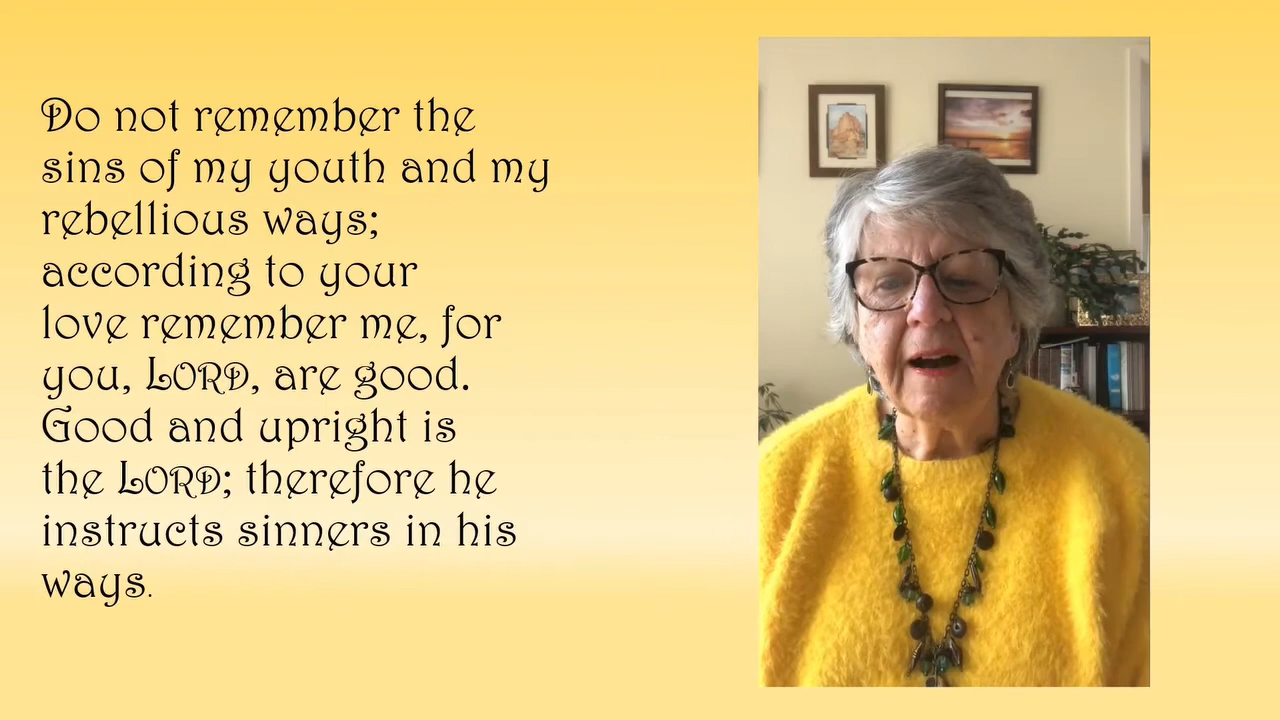 Do not remember the
sins of my youth and my
rebellious ways;
according to your
love remember me, for
you, LORD, are good.
Good and upright is
the LORD; therefore he
instructs sinners in his
ways.